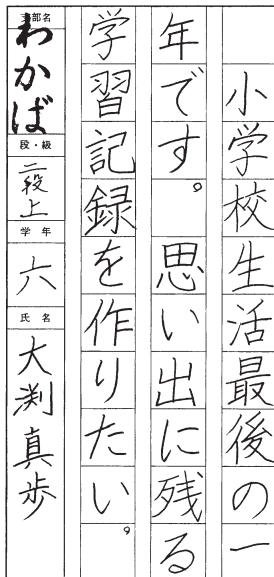 小学校生活最後の一
年です。思い出に残る
学習記録を作りたい。
支部名
わかば
段・級
二段上
学年
六
氏名
大渕真歩